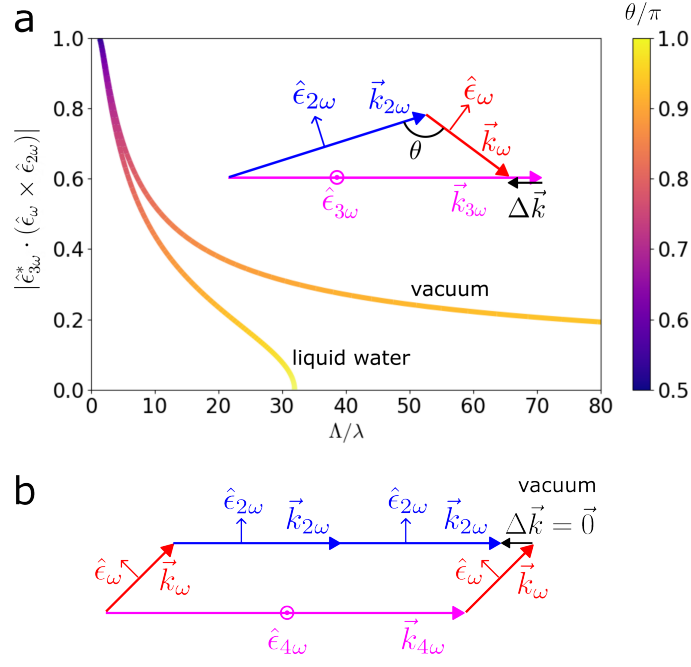 a
θ/π
1.0
0.8
0.6
0.4
0.2
0.0
|ε̂*₃ω · (ε̂ω × ε̂₂ω)|
ε̂₂ω
k⃗₂ω
ε̂ω
k⃗ω
θ
ε̂₃ω
k⃗₃ω
Δk⃗
vacuum
liquid water
0 10 20 30 40 50 60 70 80
Λ/λ
1.0
0.9
0.8
0.7
0.6
0.5
b
vacuum
ε̂₂ω k⃗₂ω ε̂₂ω k⃗₂ω Δk⃗ = 0⃗
ε̂ω k⃗ω ε̂ω k⃗ω
ε̂₄ω k⃗₄ω